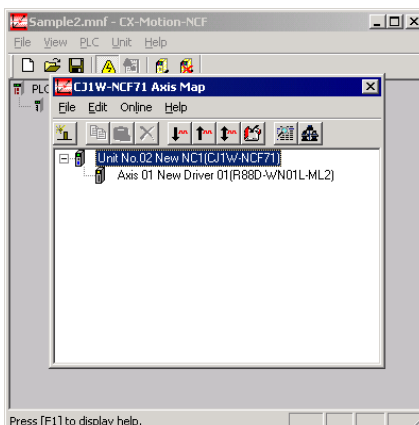 Sample2.mnf - CX-Motion-NCF
File View PLC Unit Help
PLC
CJ1W-NCF71 Axis Map
File Edit Online Help
Unit No.02 New NC1(CJ1W-NCF71)
Axis 01 New Driver 01(R88D-WN01L-ML2)
Press [F1] to display help.